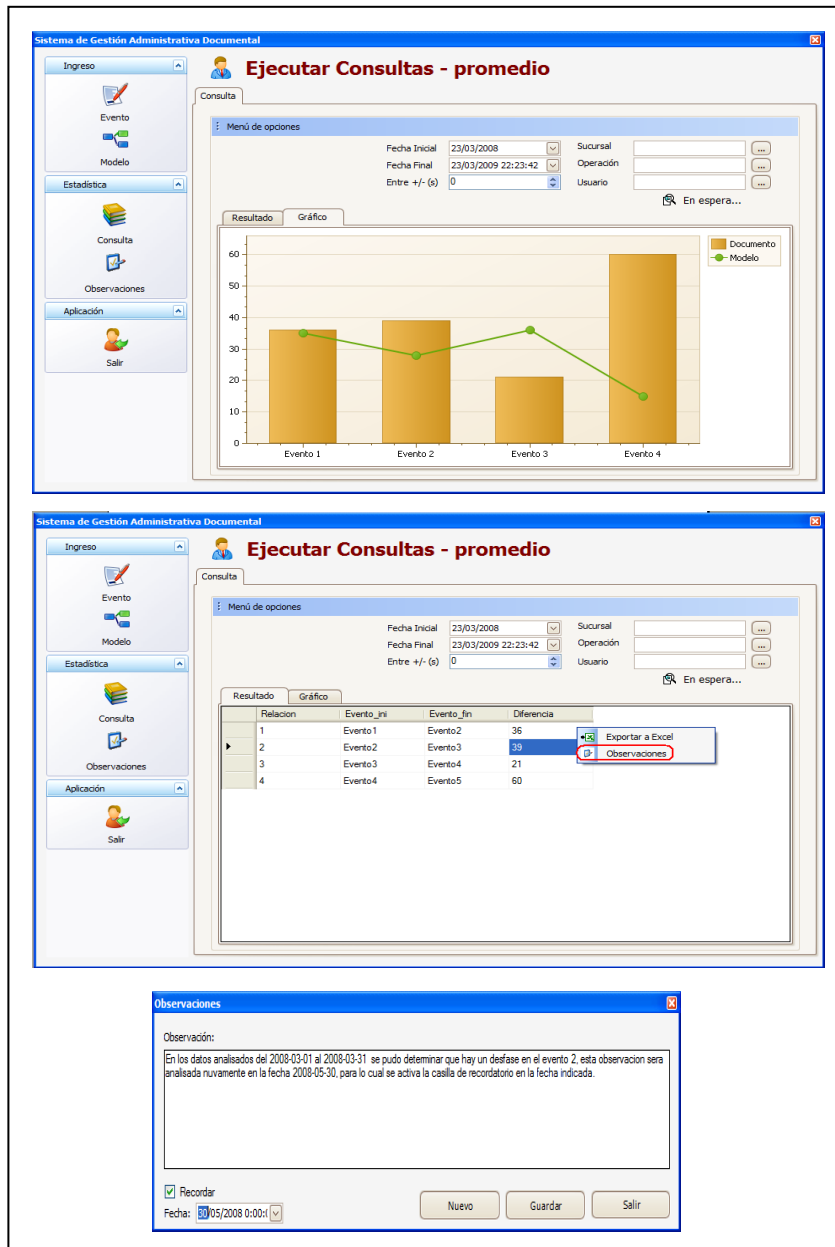 Sistema de Gestión Administrativa Documental
Ingreso
Evento
Modelo
Estadística
Consulta
Observaciones
Aplicación
Salir
Ejecutar Consultas - promedio
Consulta
Menú de opciones
Fecha Inicial 23/03/2008 Sucursal ...
Fecha Final 23/03/2009 22:23:42 Operación ...
Entre +/- (s) 0 Usuario ...
En espera...
Resultado Gráfico
60
50
40
30
20
10
0
Evento 1 Evento 2 Evento 3 Evento 4
Documento
Modelo
Sistema de Gestión Administrativa Documental
Ingreso
Evento
Modelo
Estadística
Consulta
Observaciones
Aplicación
Salir
Ejecutar Consultas - promedio
Consulta
Menú de opciones
Fecha Inicial 23/03/2008 Sucursal ...
Fecha Final 23/03/2009 22:23:42 Operación ...
Entre +/- (s) 0 Usuario ...
En espera...
Resultado Gráfico
Relacion Evento_ini Evento_fin Diferencia
1 Evento1 Evento2 36
2 Evento2 Evento3 39
3 Evento3 Evento4 21
4 Evento4 Evento5 60
Exportar a Excel
Observaciones
Observaciones
Observación:
En los datos analisados del 2008-03-01 al 2008-03-31 se pudo determinar que hay un desfase en el evento 2, esta observacion sera
analisada nuvamente en la fecha 2008-05-30, para lo cual se activa la casilla de recordatorio en la fecha indicada.
Recordar
Fecha: 30/05/2008 0:00:(
Nuevo Guardar Salir